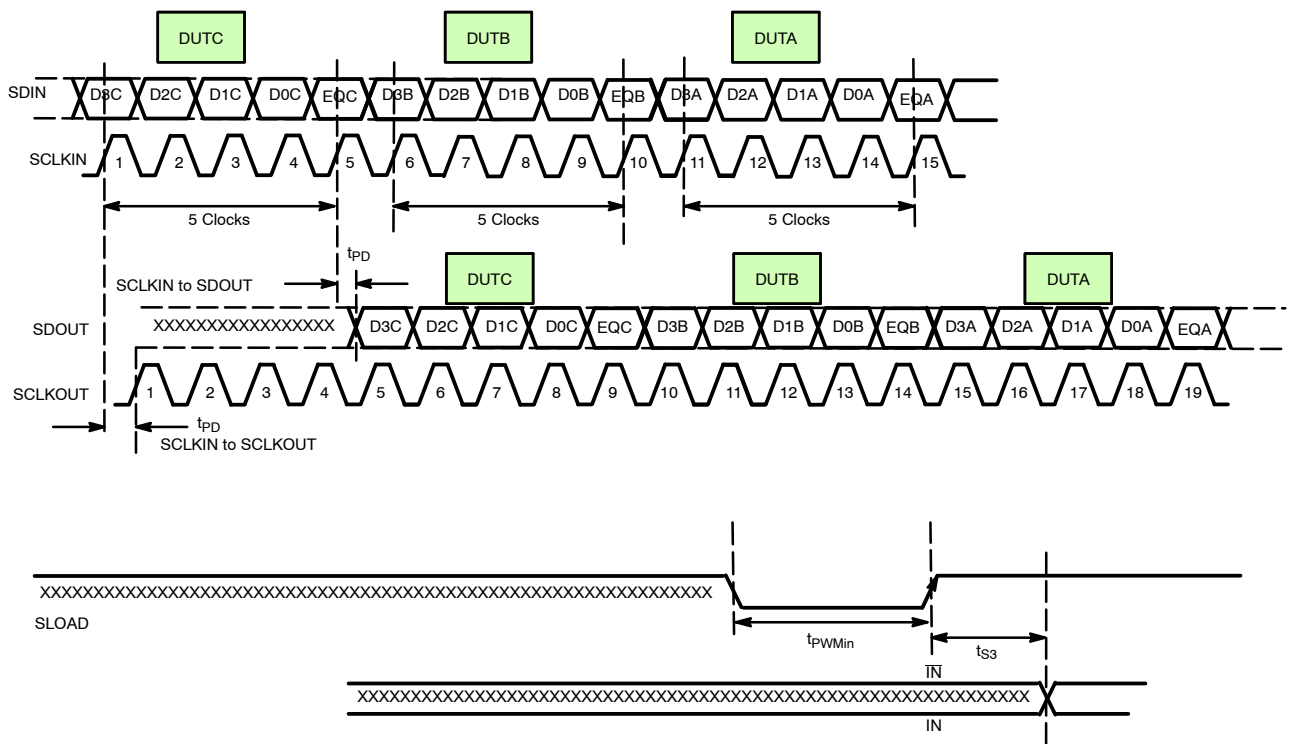 DUTC DUTB DUTA
SDIN D3C D2C D1C D0C EQC D3B D2B D1B D0B EQB D3A D2A D1A D0A EQA
SCLKIN 1 2 3 4 5 6 7 8 9 10 11 12 13 14 15
5 Clocks 5 Clocks 5 Clocks
tPD
SCLKIN to SDOUT
DUTC DUTB DUTA
SDOUT XXXXXXXXXXXXXXXX D3C D2C D1C D0C EQC D3B D2B D1B D0B EQB D3A D2A D1A D0A EQA
SCLKOUT 1 2 3 4 5 6 7 8 9 10 11 12 13 14 15 16 17 18 19
tPD
SCLKIN to SCLKOUT
XXXXXXXXXXXXXXXXXXXXXXXXXXXXXXXXXXXXXXXXXXXXXXXXXXXXXXXXXXXXXXX
SLOAD
tPWMin
tS3
IN
XXXXXXXXXXXXXXXXXXXXXXXXXXXXXXXXXXXXXXXXXXXXXXXXXXXXXXXXXXXXXXX
IN